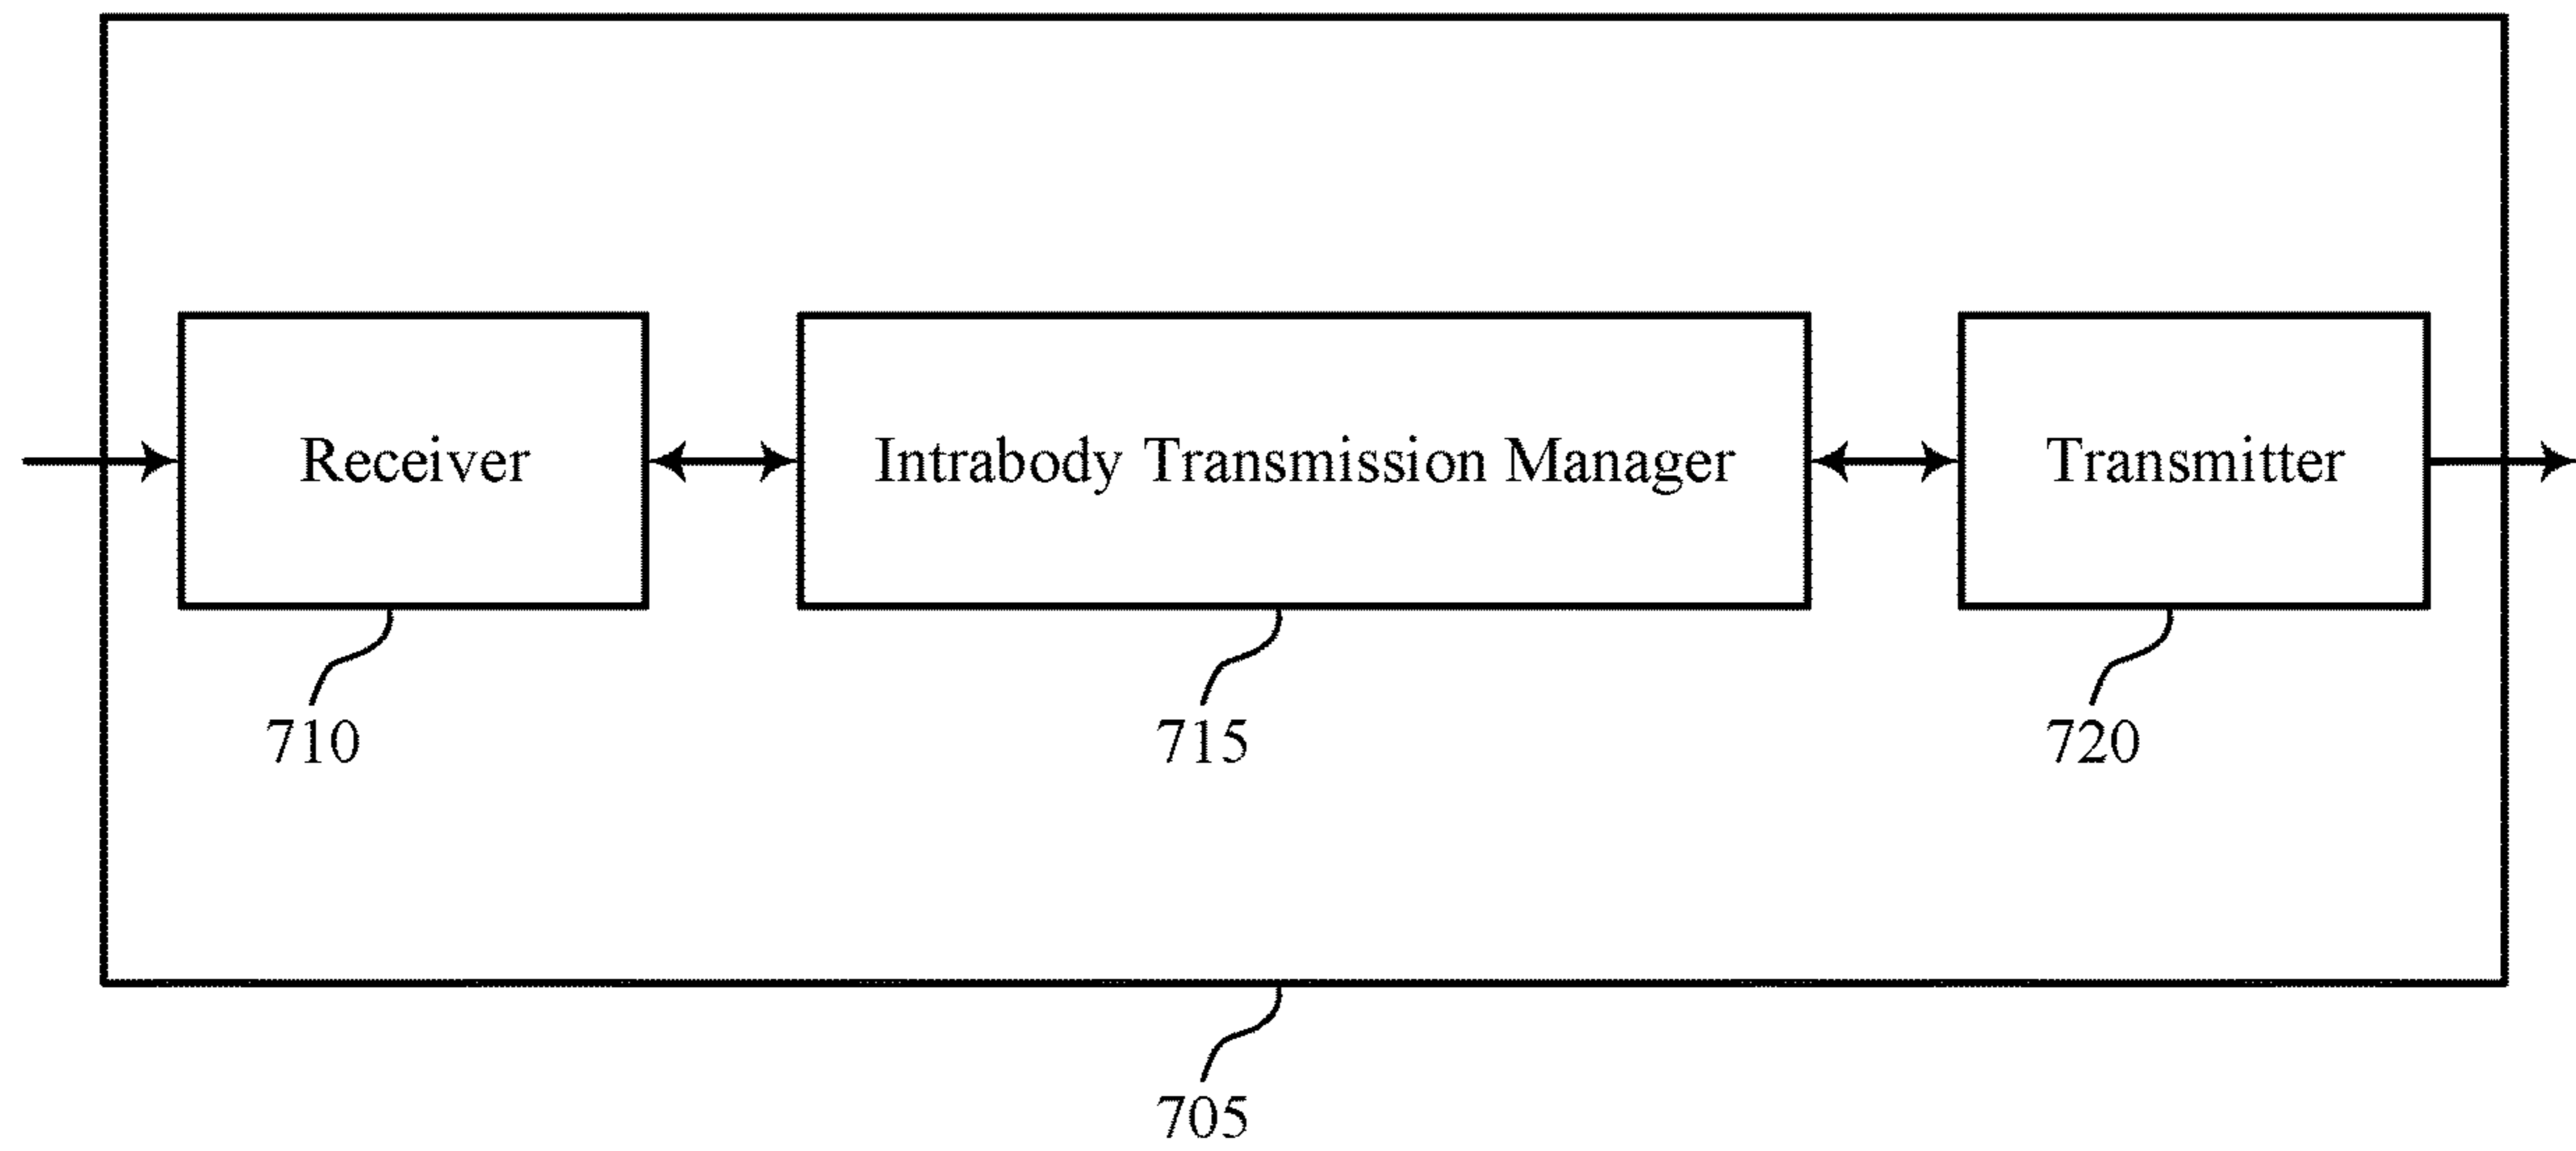 Receiver
Intrabody Transmission Manager
Transmitter
710
715
720
705